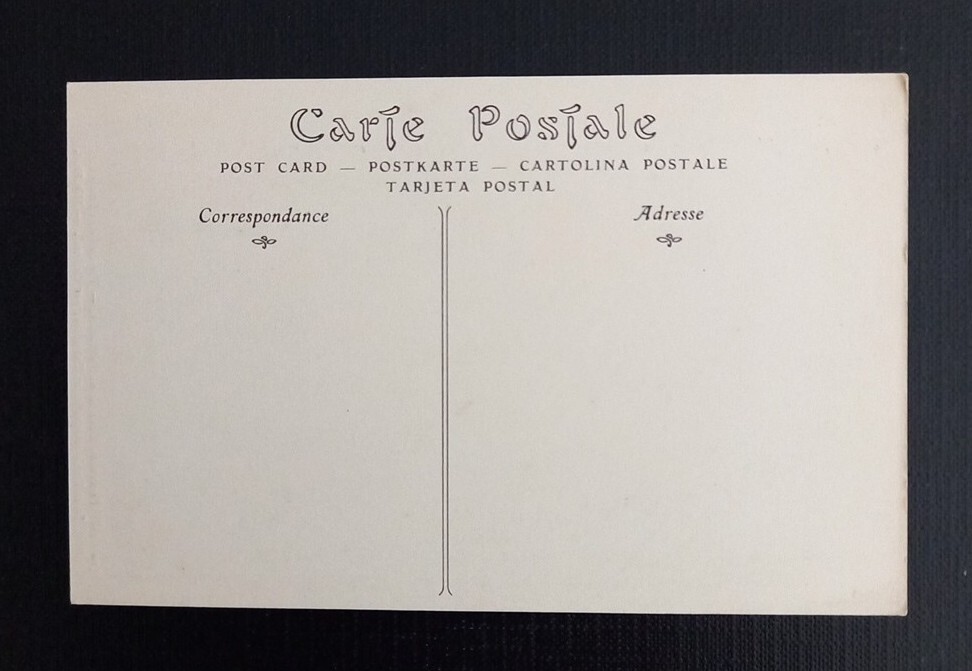 Carte Postale
POST CARD — POSTKARTE — CARTOLINA POSTALE
TARJETA POSTAL
Correspondance
Adresse